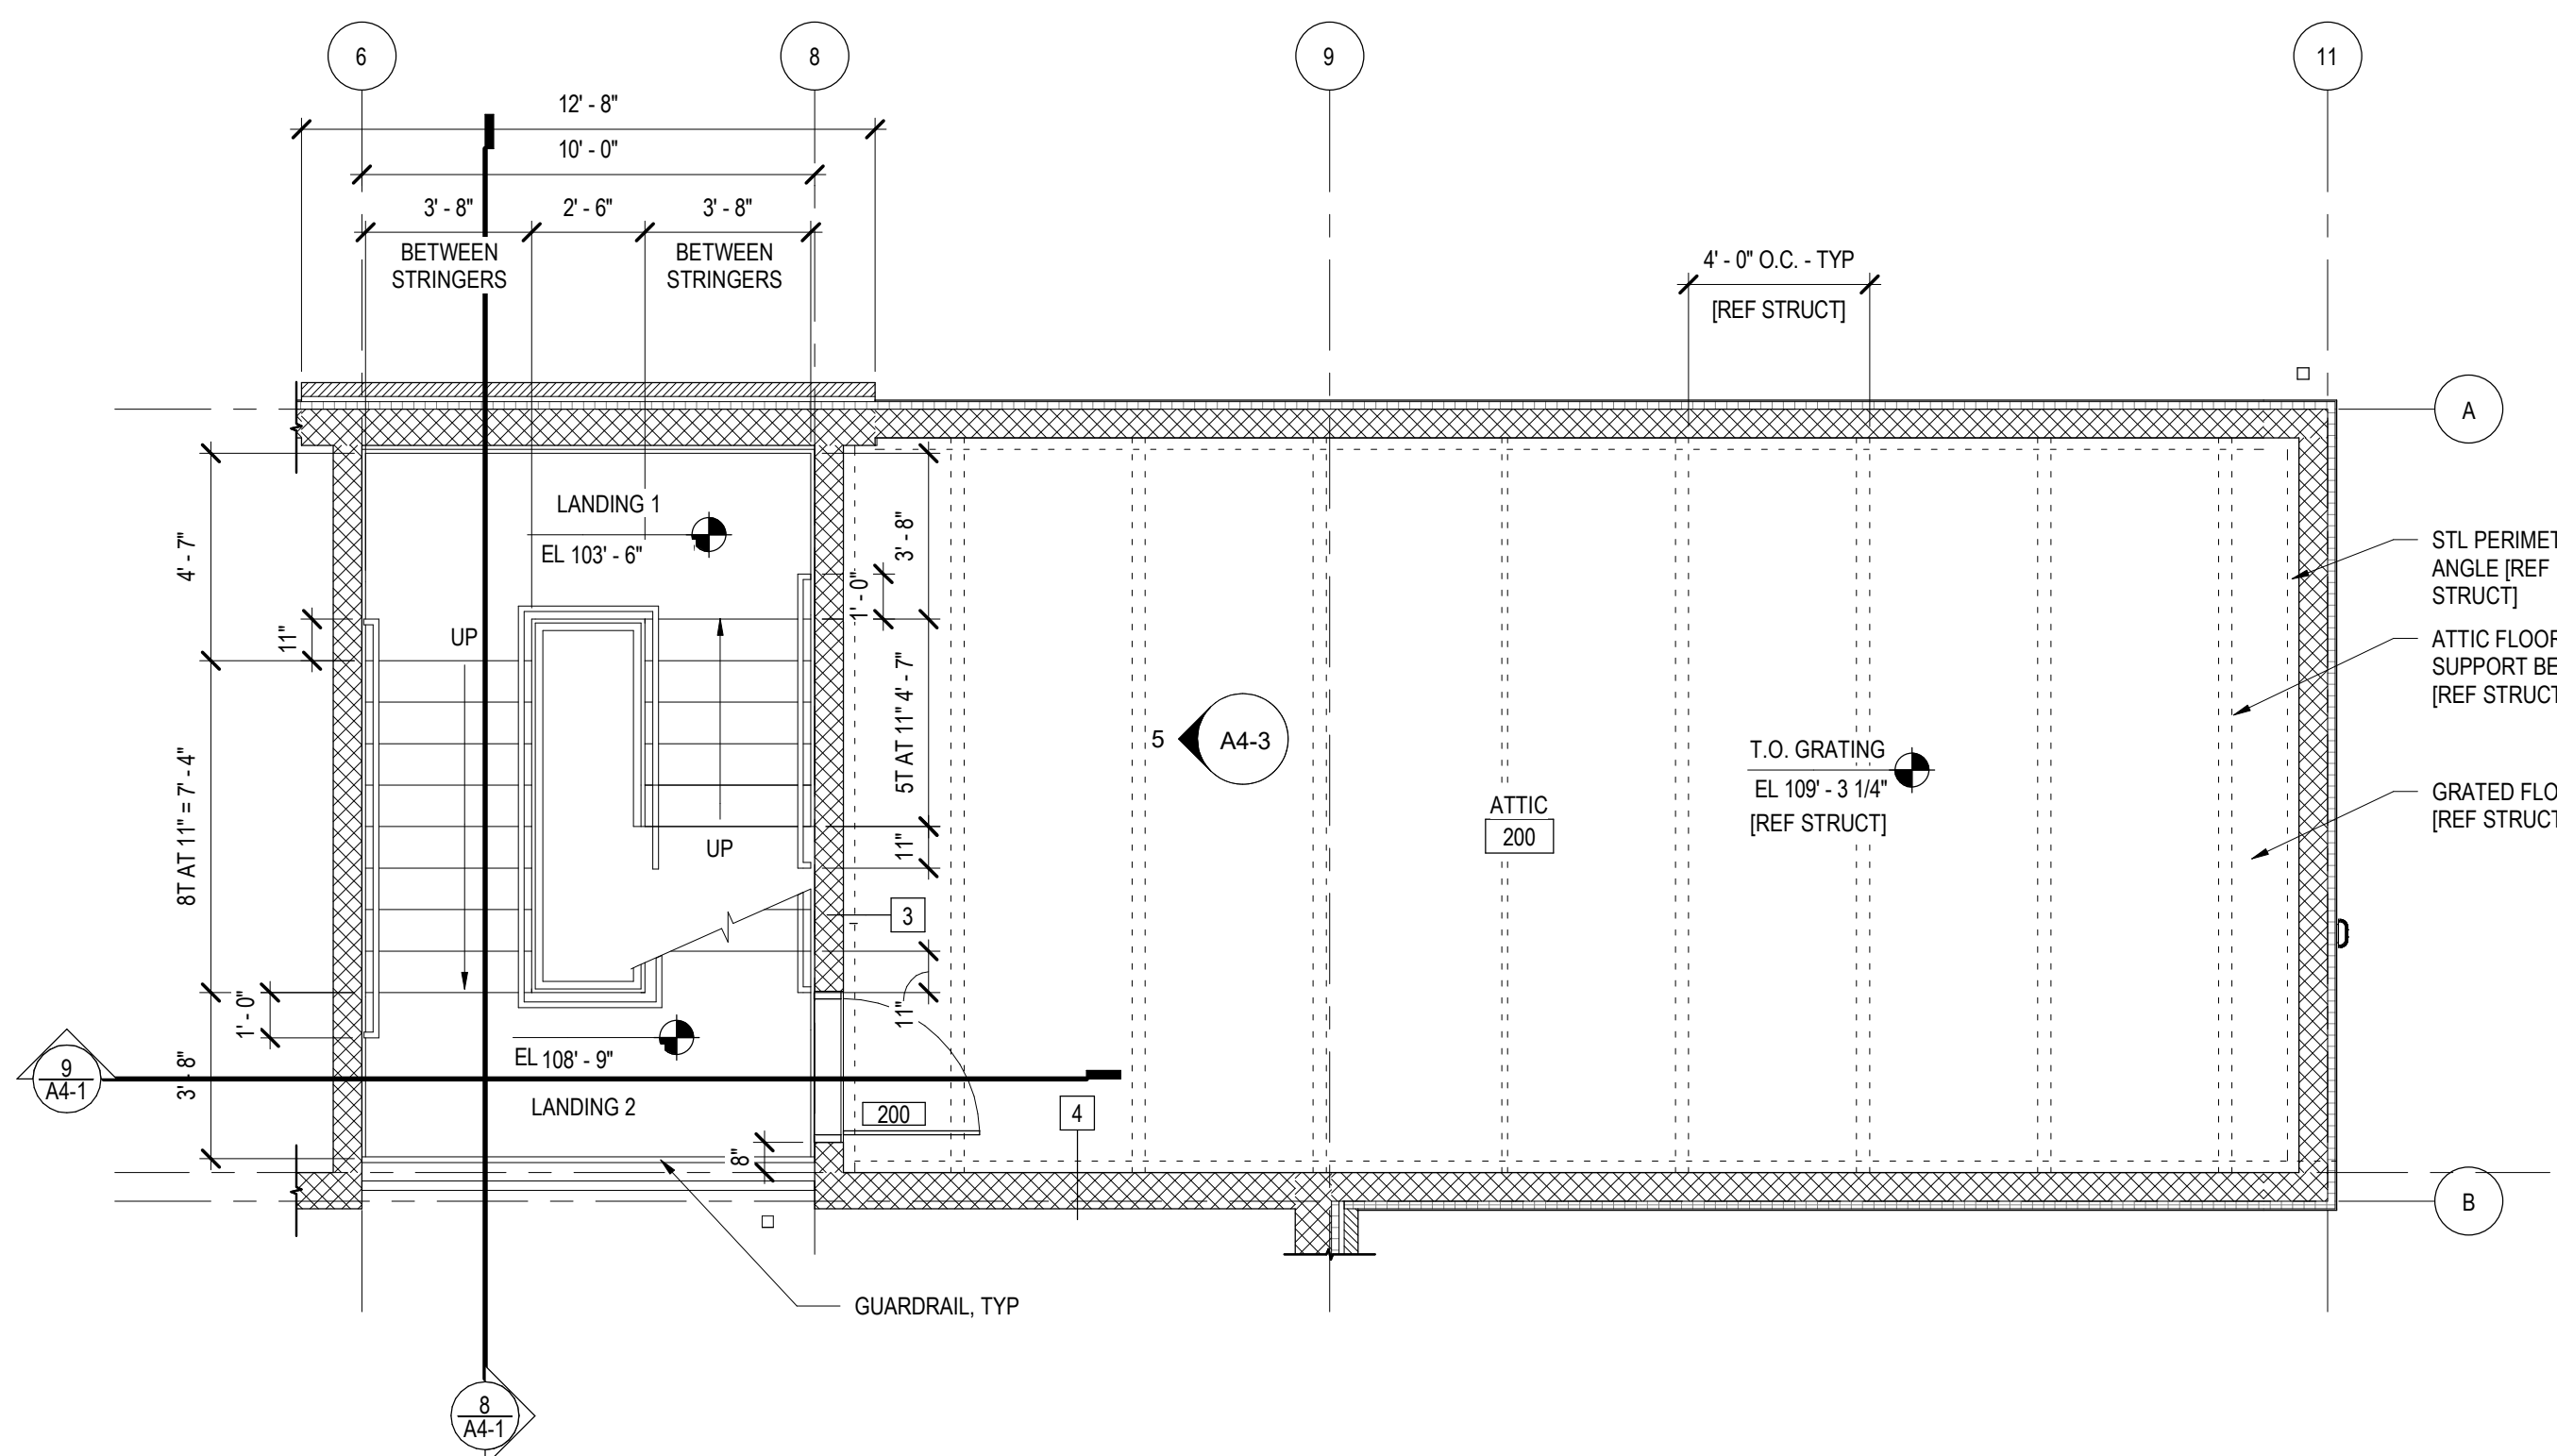 6
8
9
11
12' - 8"
10' - 0"
3' - 8"
2' - 6"
3' - 8"
BETWEEN
STRINGERS
BETWEEN
STRINGERS
4' - 0" O.C. - TYP
[REF STRUCT]
A
LANDING 1
EL 103' - 6"
4' - 7"
11"
UP
3' - 8"
1' - 0"
5T AT 11" 4' - 7"
11"
UP
8T AT 11" = 7' - 4"
3
11"
1' - 0"
3' - 8"
EL 108' - 9"
LANDING 2
9
A4-1
200
8"
4
5
A4-3
ATTIC
200
T.O. GRATING
EL 109' - 3 1/4"
[REF STRUCT]
STL PERIMET
ANGLE [REF
STRUCT]
ATTIC FLOOR
SUPPORT BE
[REF STRUCT
GRATED FLO
[REF STRUCT
B
GUARDRAIL, TYP
8
A4-1